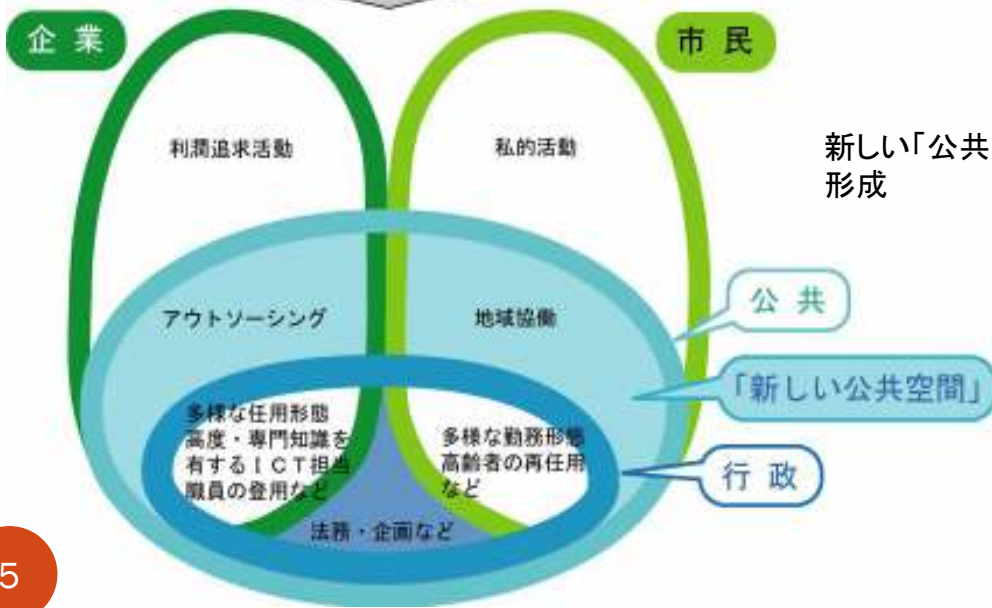 企業
市民
利潤追求活動
私的活動
新しい「公共
形成
公共
アウトソーシング
地域協働
「新しい公共空間」
多様な任用形態
高度・専門知識を
有するICT担当
職員の登用など
多様な勤務形態
高齢者の再任用
など
行政
法務・企画など
5